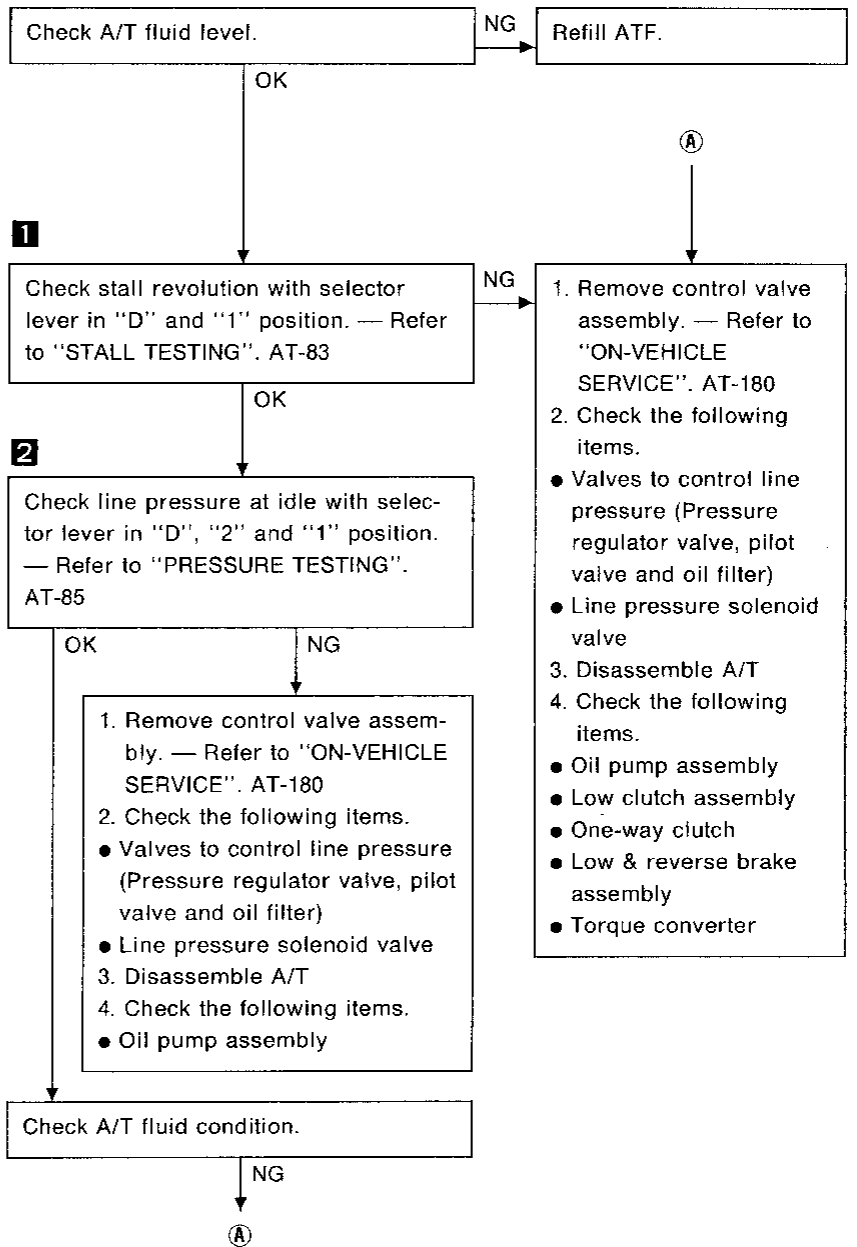 Check A/T fluid level.
NG
Refill ATF.
OK
Ⓐ
1
Check stall revolution with selector
lever in "D" and "1" position. — Refer
to "STALL TESTING". AT-83
NG
1. Remove control valve
assembly. — Refer to
"ON-VEHICLE
SERVICE". AT-180
2. Check the following
items.
● Valves to control line
pressure (Pressure
regulator valve, pilot
valve and oil filter)
● Line pressure solenoid
valve
3. Disassemble A/T
4. Check the following
items.
● Oil pump assembly
● Low clutch assembly
● One-way clutch
● Low & reverse brake
assembly
● Torque converter
OK
2
Check line pressure at idle with selec-
tor lever in "D", "2" and "1" position.
— Refer to "PRESSURE TESTING".
AT-85
OK
NG
1. Remove control valve assem-
bly. — Refer to "ON-VEHICLE
SERVICE". AT-180
2. Check the following items.
● Valves to control line pressure
(Pressure regulator valve, pilot
valve and oil filter)
● Line pressure solenoid valve
3. Disassemble A/T
4. Check the following items.
● Oil pump assembly
Check A/T fluid condition.
NG
Ⓐ